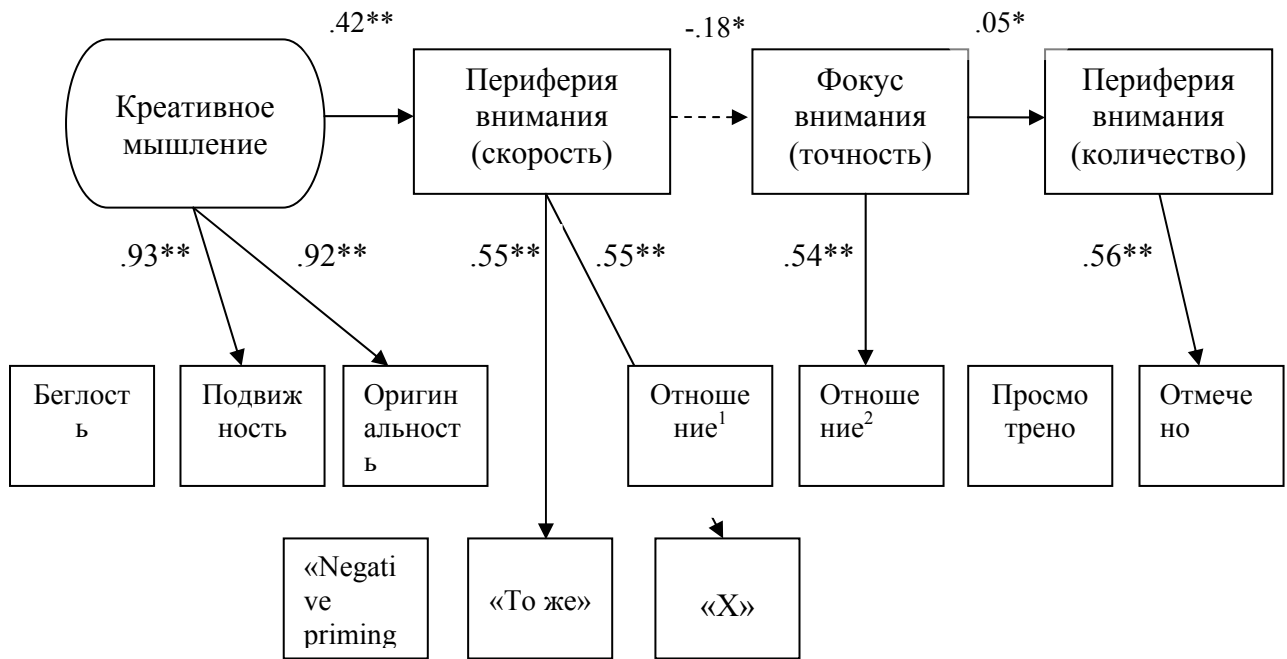 .42**
-.18*
.05*
Креативное
мышление
Периферия
внимания
(скорость)
Фокус
внимания
(точность)
Периферия
внимания
(количество)
.93**
.92**
.55**
.55**
.54**
.56**
Беглост
ь
Подвиж
ность
Оригин
альност
ь
Отноше
ние¹
Отноше
ние²
Просмо
трено
Отмече
но
«Negati
ve
priming
«То же»
«Х»